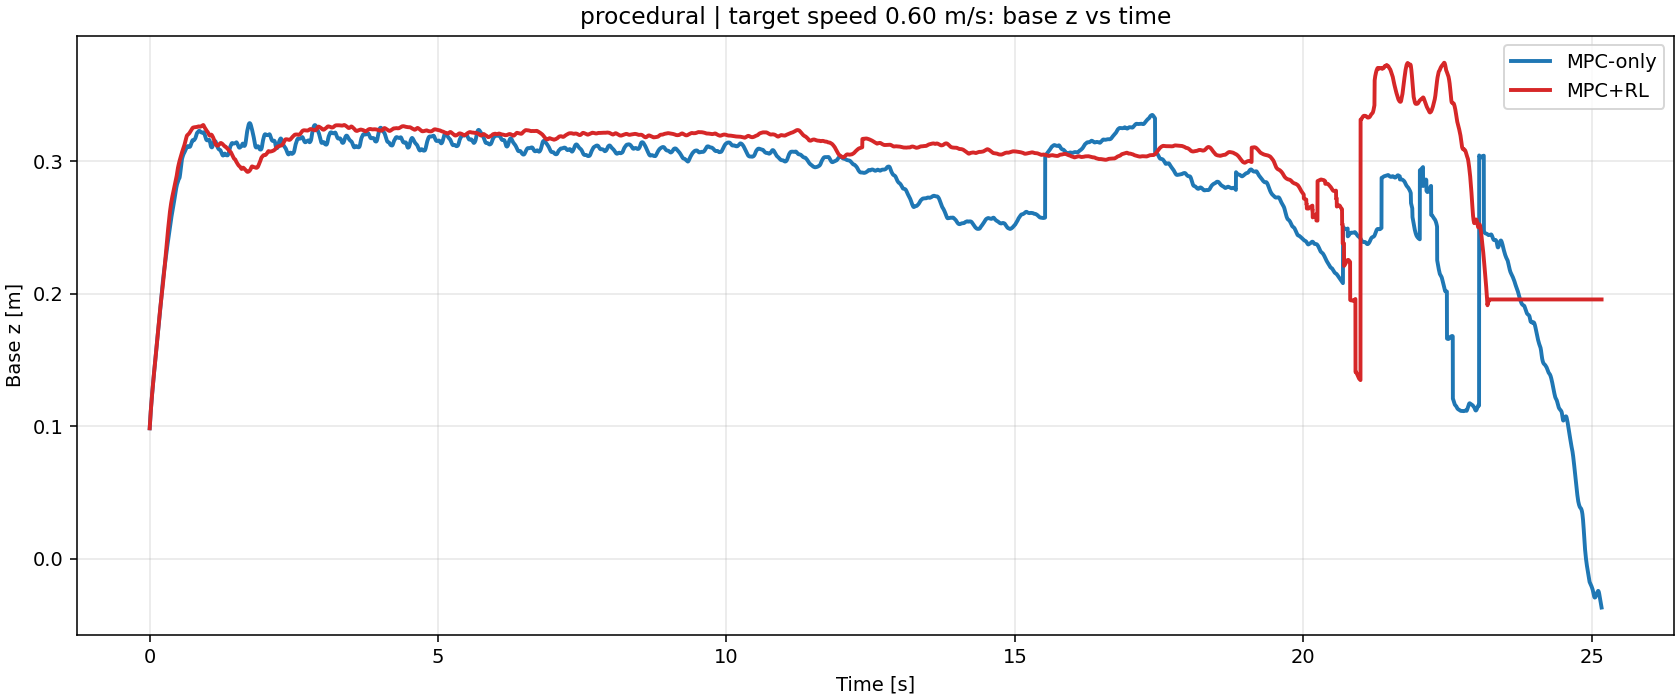 procedural | target speed 0.60 m/s: base z vs time
MPC-only
MPC+RL
Base z [m]
0.3
0.2
0.1
0.0
0
5
10
15
20
25
Time [s]